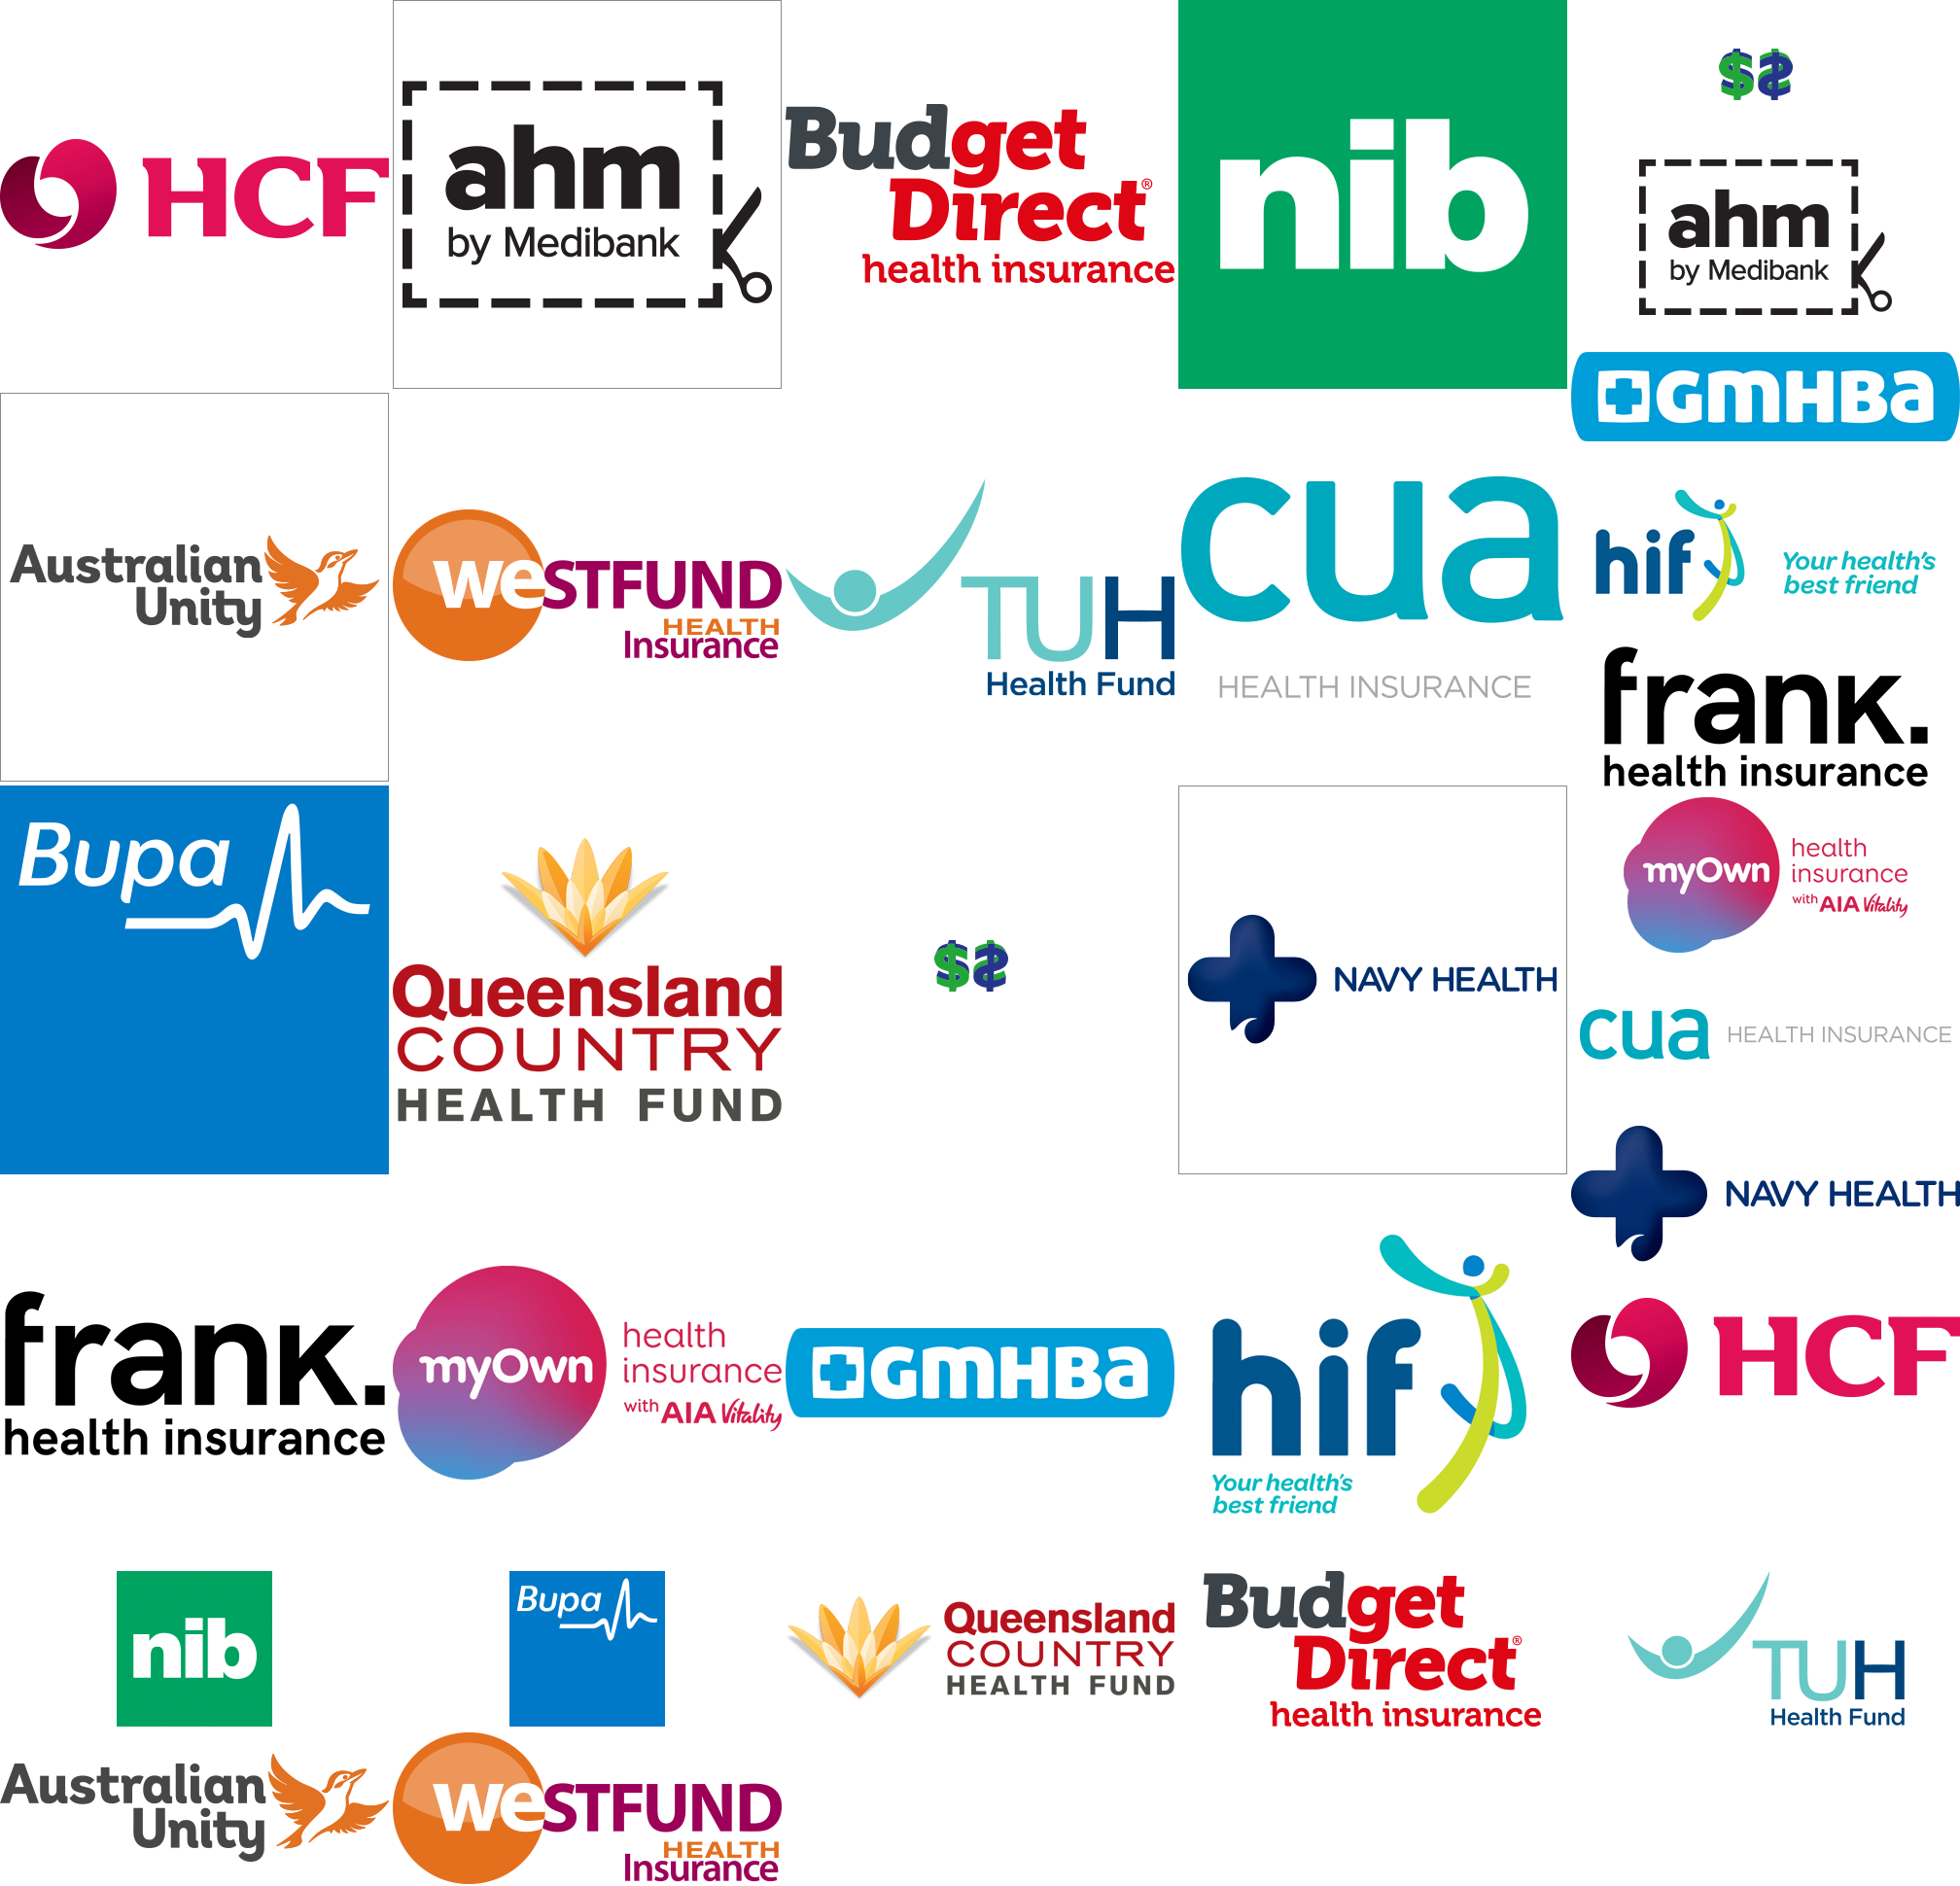 HCF
ahm
by Medibank
Budget
Direct®
health insurance
nib
$$
ahm
by Medibank
GMHBa
Australian
Unity
weSTFUND
HEALTH
Insurance
TUH
Health Fund
cua
HEALTH INSURANCE
hif
Your health's
best friend
frank.
health insurance
Bupa
Queensland
COUNTRY
HEALTH FUND
$$
NAVY HEALTH
myOwn
health
insurance
with AIA Vitality
cua HEALTH INSURANCE
NAVY HEALTH
frank.
health insurance
myOwn
health
insurance
with AIA Vitality
GMHBa
hif
Your health's
best friend
HCF
nib
Bupa
Queensland
COUNTRY
HEALTH FUND
Budget
Direct®
health insurance
TUH
Health Fund
Australian
Unity
weSTFUND
HEALTH
Insurance